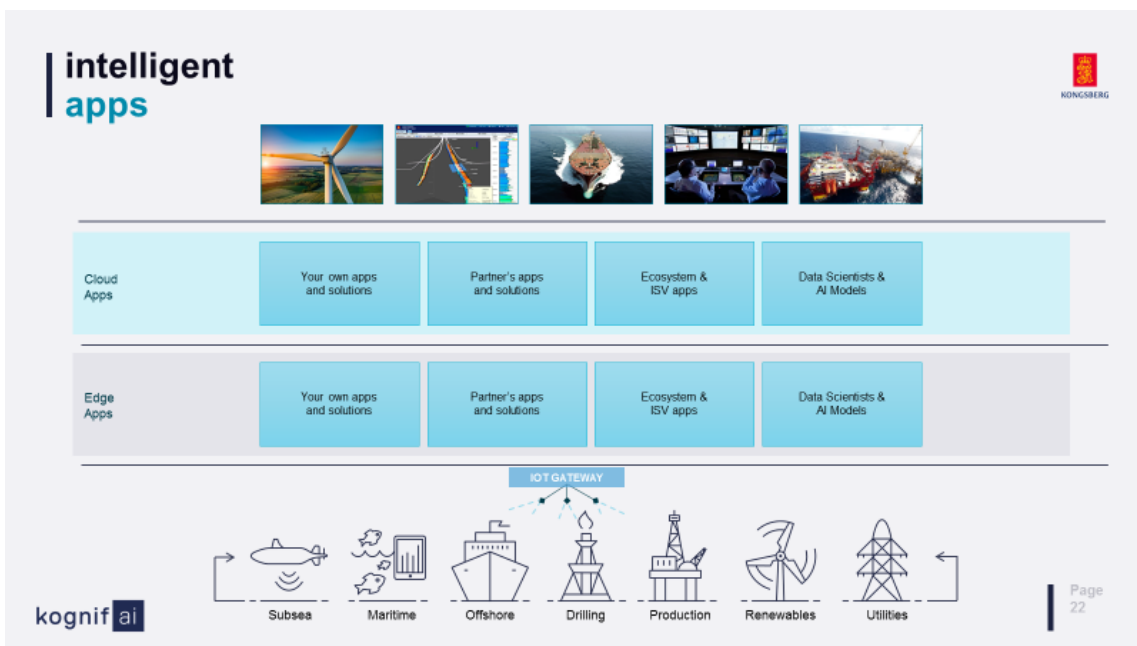 intelligent
apps
KONGSBERG
Cloud
Apps
Your own apps
and solutions
Partner's apps
and solutions
Ecosystem &
ISV apps
Data Scientists &
AI Models
Edge
Apps
Your own apps
and solutions
Partner's apps
and solutions
Ecosystem &
ISV apps
Data Scientists &
AI Models
IOT GATEWAY
Subsea
Maritime
Offshore
Drilling
Production
Renewables
Utilities
kognifai
Page
22